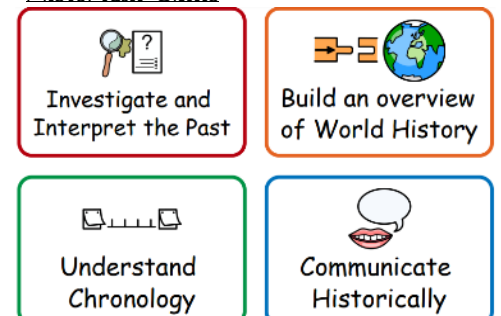 ?
Investigate and
Interpret the Past
Build an overview
of World History
Understand
Chronology
Communicate
Historically